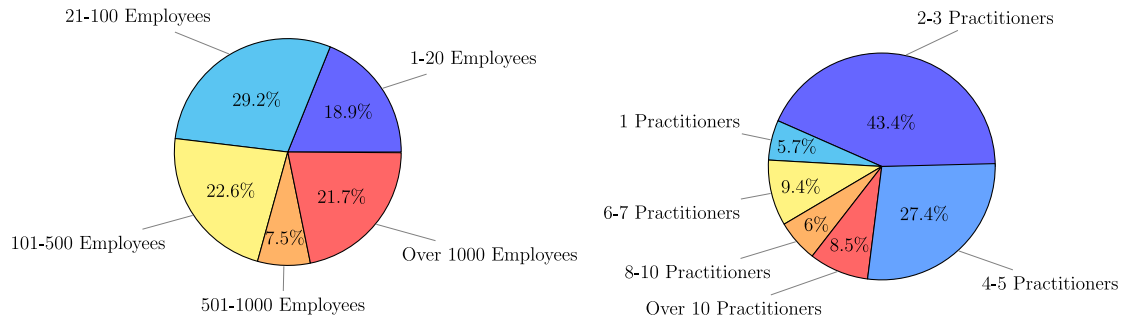 21-100 Employees
1-20 Employees
29.2%
18.9%
22.6%
21.7%
7.5%
101-500 Employees
Over 1000 Employees
501-1000 Employees
2-3 Practitioners
43.4%
1 Practitioners
5.7%
9.4%
6-7 Practitioners
27.4%
6%
8.5%
8-10 Practitioners
4-5 Practitioners
Over 10 Practitioners